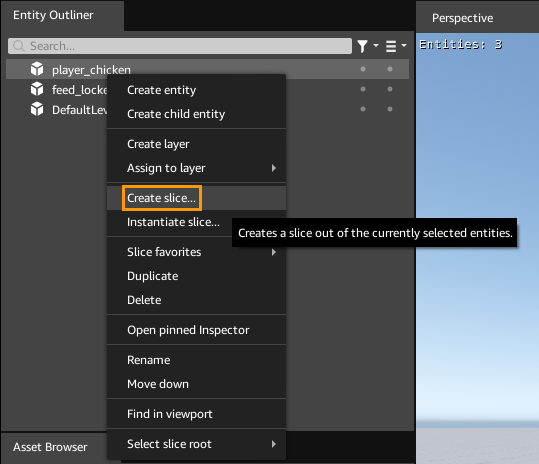 Entity Outliner
Perspective
Search...
Entities: 3
player_chicken
feed_locke
DefaultLev
Create entity
Create child entity
Create layer
Assign to layer
Create slice...
Instantiate slice...
Creates a slice out of the currently selected entities.
Slice favorites
Duplicate
Delete
Open pinned Inspector
Rename
Move down
Find in viewport
Select slice root
Asset Browser